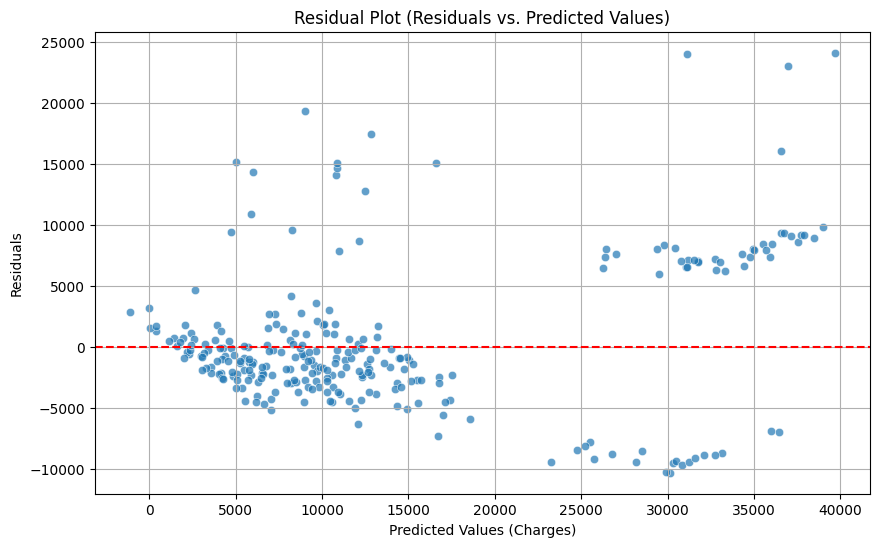 Residual Plot (Residuals vs. Predicted Values)
25000
20000
15000
10000
5000
0
−5000
−10000
Residuals
0 5000 10000 15000 20000 25000 30000 35000 40000
Predicted Values (Charges)